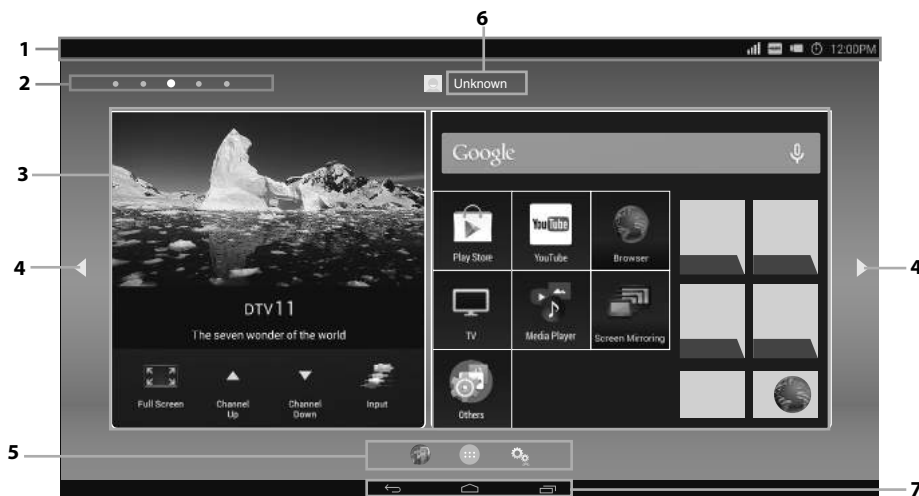 6
1
12:00PM
2
Unknown
3
Google
Play Store
YouTube
Browser
4
4
DTV11
The seven wonder of the world
TV
Media Player
Screen Mirroring
Full Screen
Channel Up
Channel Down
Input
Others
5
7